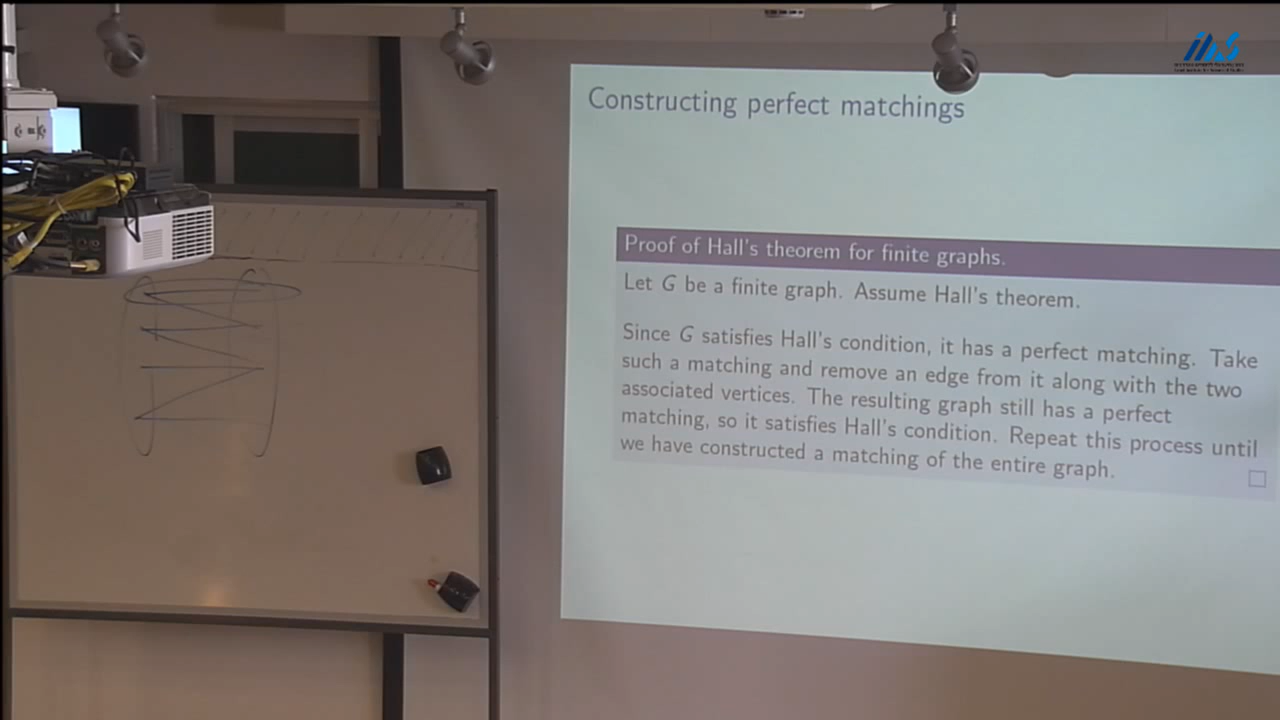 Constructing perfect matchings
Proof of Hall's theorem for finite graphs.
Let G be a finite graph. Assume Hall's theorem.
Since G satisfies Hall's condition, it has a perfect matching. Take
such a matching and remove an edge from it along with the two
associated vertices. The resulting graph still has a perfect
matching, so it satisfies Hall's condition. Repeat this process until
we have constructed a matching of the entire graph.